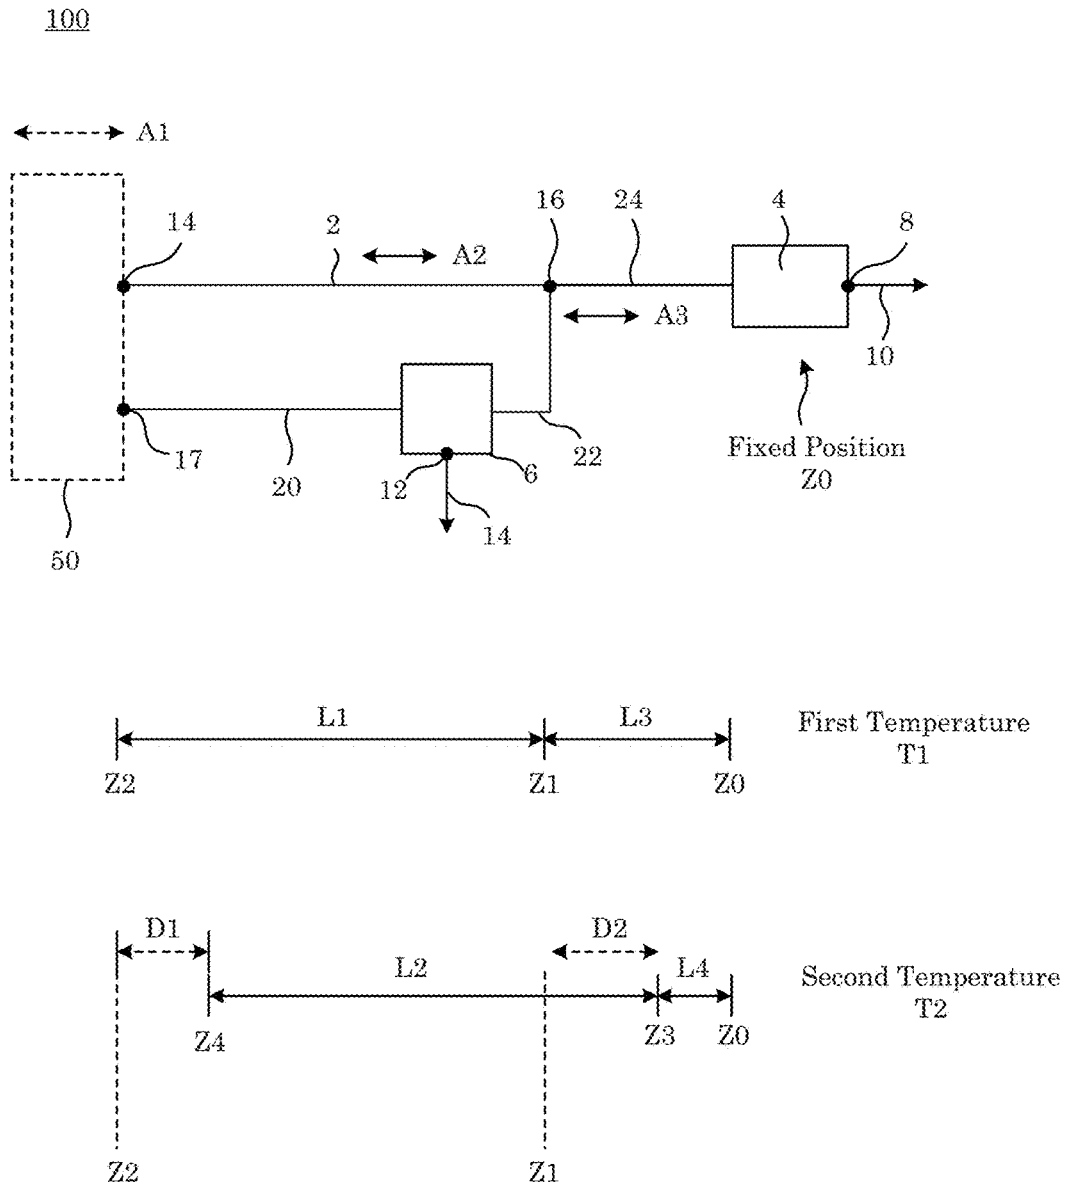 100
A1
14
2
A2
16
24
4
8
A3
10
17
20
12
6
22
14
50
Fixed Position
Z0
L1
L3
First Temperature
T1
Z2
Z1
Z0
D1
D2
L2
L4
Second Temperature
T2
Z4
Z3
Z0
Z2
Z1